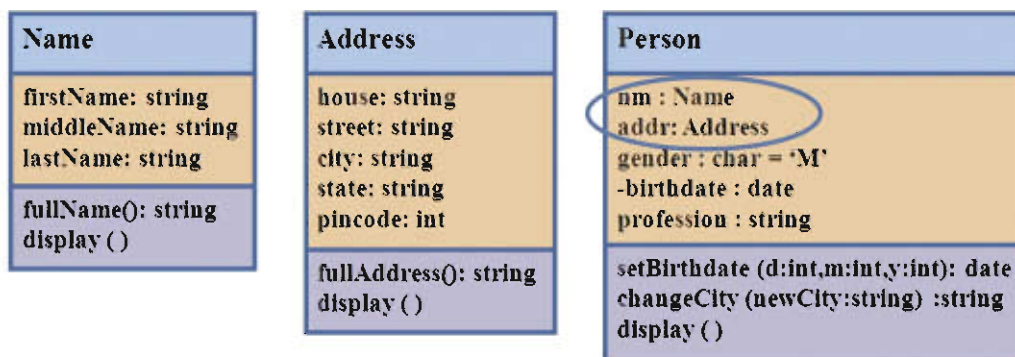 Name
firstName: string
middleName: string
lastName: string
fullName(): string
display ( )
Address
house: string
street: string
city: string
state: string
pincode: int
fullAddress(): string
display ( )
Person
nm : Name
addr: Address
gender : char = ‘M’
-birthdate : date
profession : string
setBirthdate (d:int,m:int,y:int): date
changeCity (newCity:string) :string
display ( )